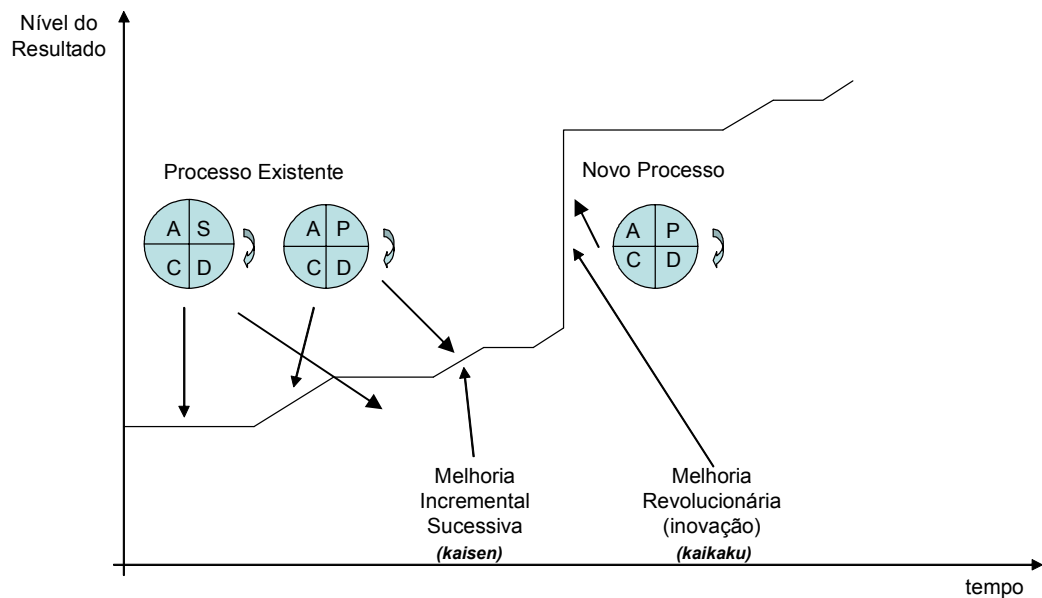 Nível do
Resultado
Processo Existente
Novo Processo
A S
C D
A P
C D
A P
C D
Melhoria
Incremental
Sucessiva
(kaisen)
Melhoria
Revolucionária
(inovação)
(kaikaku)
tempo